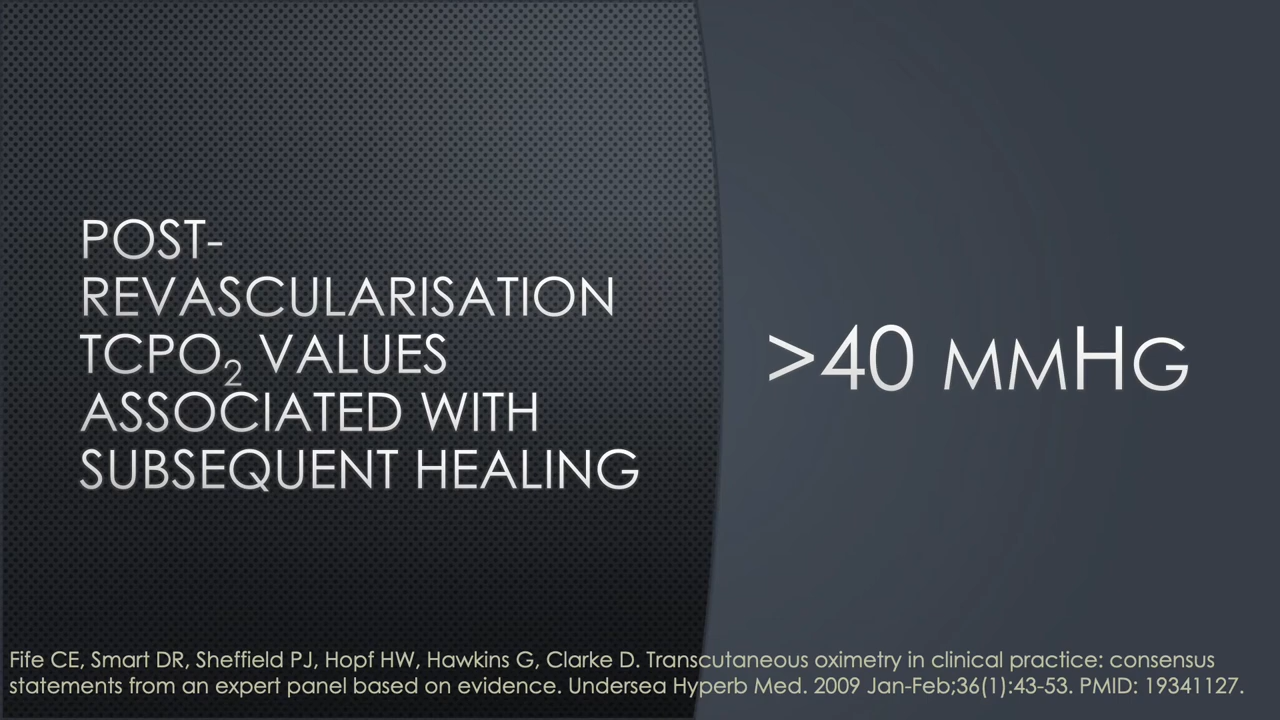 POST-
REVASCULARISATION
TCPO₂ VALUES
ASSOCIATED WITH
SUBSEQUENT HEALING
>40 MMHG
Fife CE, Smart DR, Sheffield PJ, Hopf HW, Hawkins G, Clarke D. Transcutaneous oximetry in clinical practice: consensus
statements from an expert panel based on evidence. Undersea Hyperb Med. 2009 Jan-Feb;36(1):43-53. PMID: 19341127.